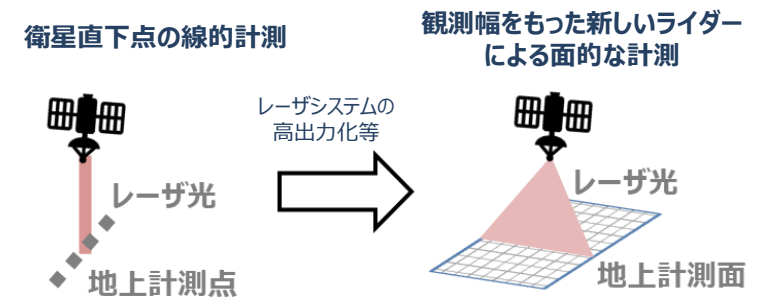 衛星直下点の線的計測
観測幅をもった新しいライダー
による面的な計測
レーザシステムの
高出力化等
レーザ光
地上計測点
レーザ光
地上計測面